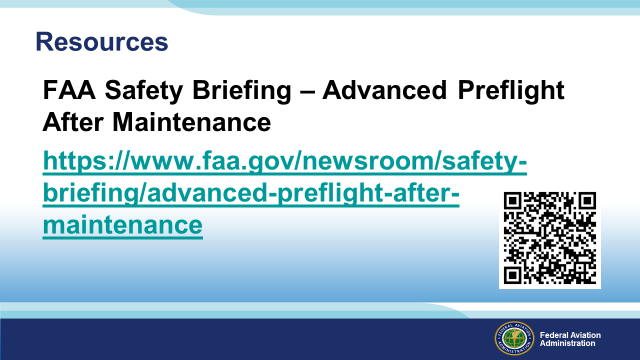 Resources
FAA Safety Briefing – Advanced Preflight
After Maintenance
https://www.faa.gov/newsroom/safety-
briefing/advanced-preflight-after-
maintenance
Federal Aviation
Administration